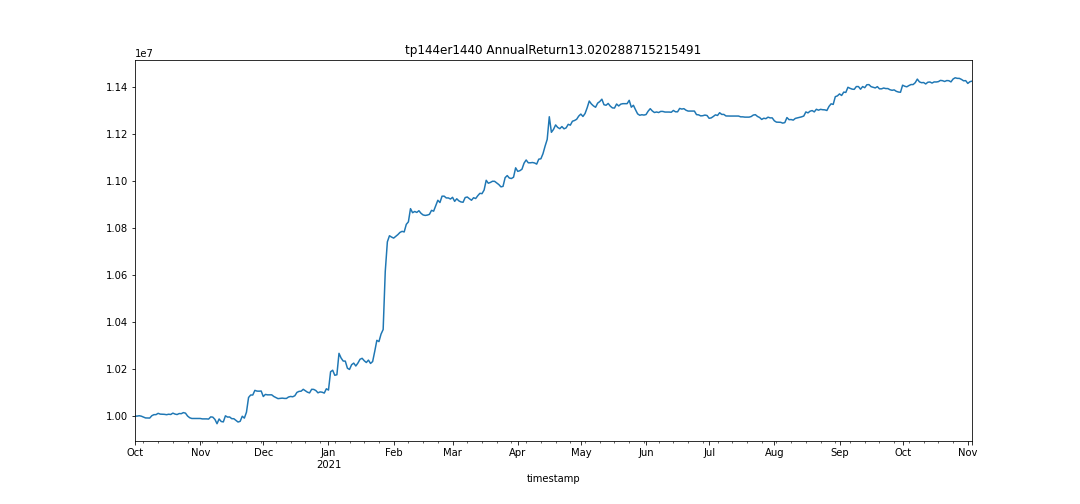 tp144er1440 AnnualReturn13.020288715215491
1e7
1.14
1.12
1.10
1.08
1.06
1.04
1.02
1.00
Oct Nov Dec Jan Feb Mar Apr May Jun Jul Aug Sep Oct Nov
2021
timestamp